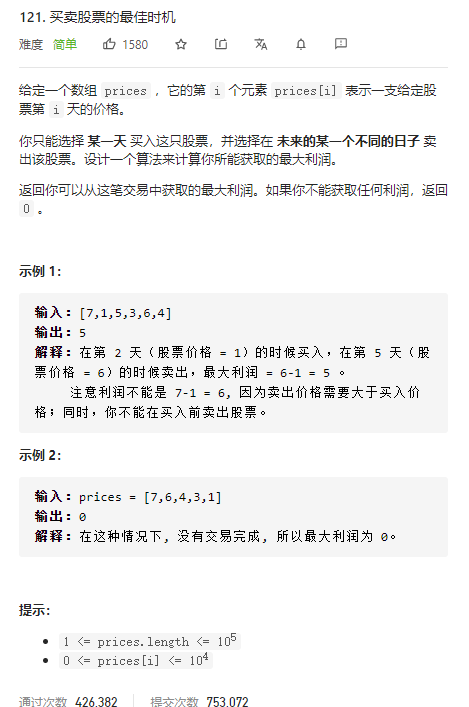 121. 买卖股票的最佳时机
难度 简单 1580
给定一个数组 prices ，它的第 i 个元素 prices[i] 表示一支给定股
票第 i 天的价格。
你只能选择 某一天 买入这只股票，并选择在 未来的某一个不同的日子 卖
出该股票。设计一个算法来计算你所能获取的最大利润。
返回你可以从这笔交易中获取的最大利润。如果你不能获取任何利润，返回
0 。
示例 1：
输入：[7,1,5,3,6,4]
输出：5
解释：在第 2 天（股票价格 = 1）的时候买入，在第 5 天（股
票价格 = 6）的时候卖出，最大利润 = 6-1 = 5 。
注意利润不能是 7-1 = 6, 因为卖出价格需要大于买入价
格；同时，你不能在买入前卖出股票。
示例 2：
输入：prices = [7,6,4,3,1]
输出：0
解释：在这种情况下, 没有交易完成, 所以最大利润为 0。
提示：
1 <= prices.length <= 10⁵
0 <= prices[i] <= 10⁴
通过次数 426,382 提交次数 753,072